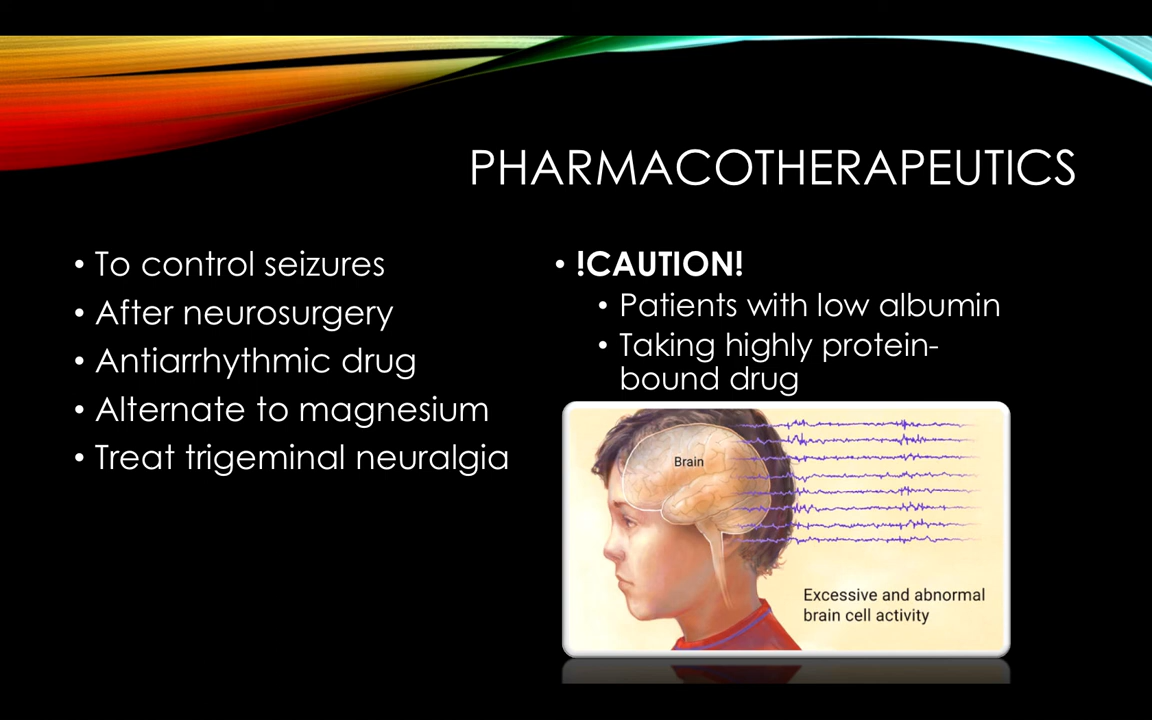 PHARMACOTHERAPEUTICS
• To control seizures
• After neurosurgery
• Antiarrhythmic drug
• Alternate to magnesium
• Treat trigeminal neuralgia
• !CAUTION!
• Patients with low albumin
• Taking highly protein-
bound drug
Brain
Excessive and abnormal
brain cell activity